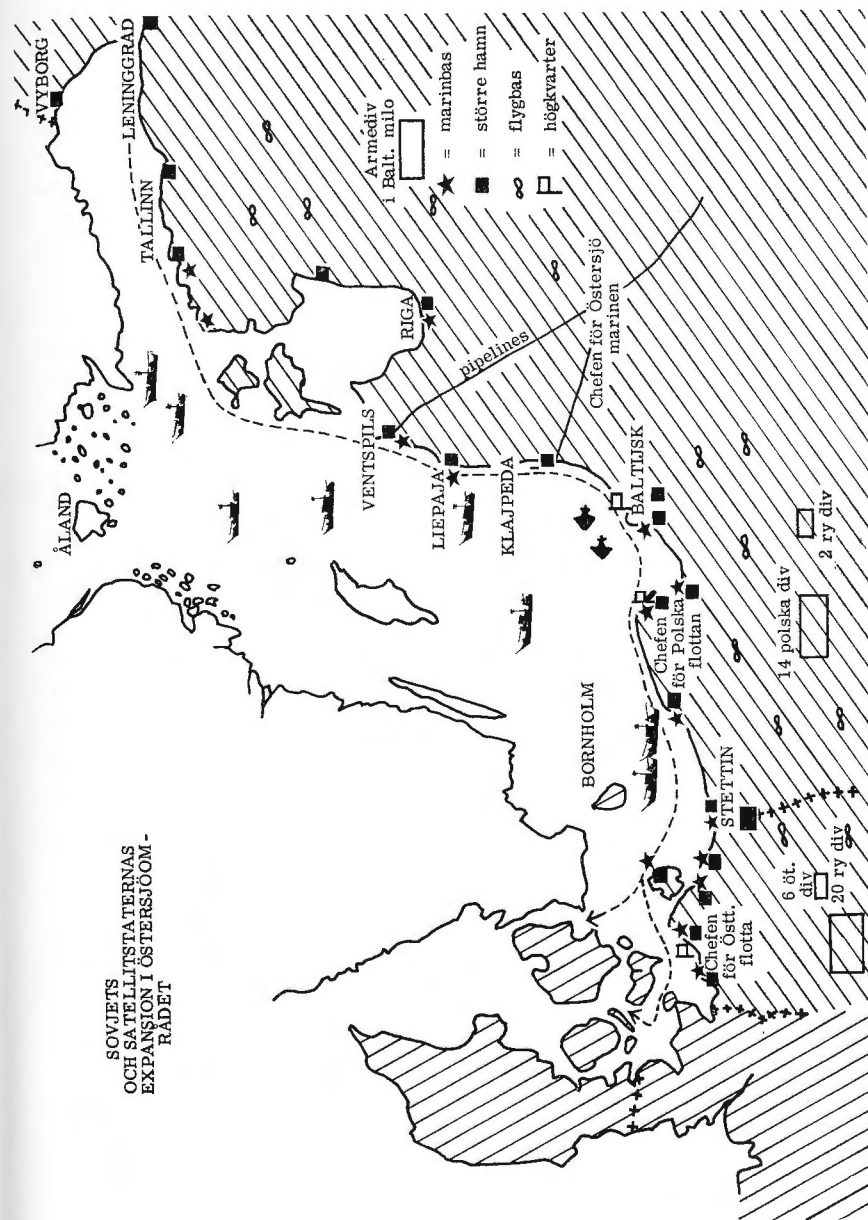 SOVJETS
OCH SATELLITSTATERNAS
EXPANSION I ÖSTERSJÖOM-
RÅDET
ÅLAND
VYBORG
LENINGGRAD
TALLINN
RIGA
VENTSPILS
LIEPAJA
KLAJPEDA
pipelines
Chefen för Östersjö
marinen
BALTIJSK
BORNHOLM
Chefen
för Polska
flottan
STETTIN
Chefen
för Östt.
flotta
6 öt.
div
20 ry div
14 polska div
2 ry div
Armédiv
i Balt. milo
= marinbas
= större hamn
= flygbas
= högkvarter